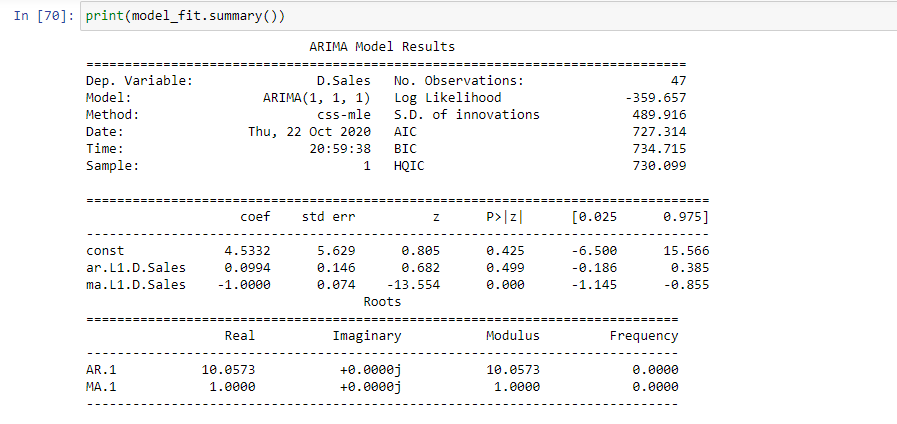 In [70]: print(model_fit.summary())
ARIMA Model Results
==============================================================================
Dep. Variable: D.Sales No. Observations: 47
Model: ARIMA(1, 1, 1) Log Likelihood -359.657
Method: css-mle S.D. of innovations 489.916
Date: Thu, 22 Oct 2020 AIC 727.314
Time: 20:59:38 BIC 734.715
Sample: 1 HQIC 730.099
=================================================================================
coef std err z P>|z| [0.025 0.975]
---------------------------------------------------------------------------------
const 4.5332 5.629 0.805 0.425 -6.500 15.566
ar.L1.D.Sales 0.0994 0.146 0.682 0.499 -0.186 0.385
ma.L1.D.Sales -1.0000 0.074 -13.554 0.000 -1.145 -0.855
Roots
=============================================================================
Real Imaginary Modulus Frequency
-----------------------------------------------------------------------------
AR.1 10.0573 +0.0000j 10.0573 0.0000
MA.1 1.0000 +0.0000j 1.0000 0.0000
-----------------------------------------------------------------------------